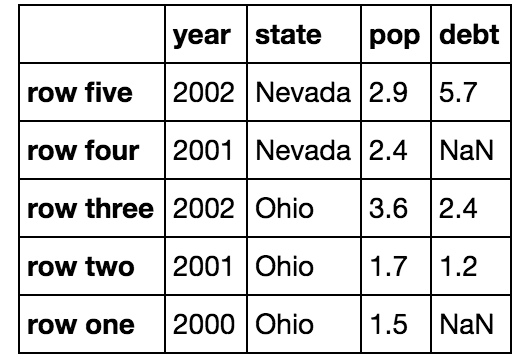 year state pop debt
row five 2002 Nevada 2.9 5.7
row four 2001 Nevada 2.4 NaN
row three 2002 Ohio 3.6 2.4
row two 2001 Ohio 1.7 1.2
row one 2000 Ohio 1.5 NaN